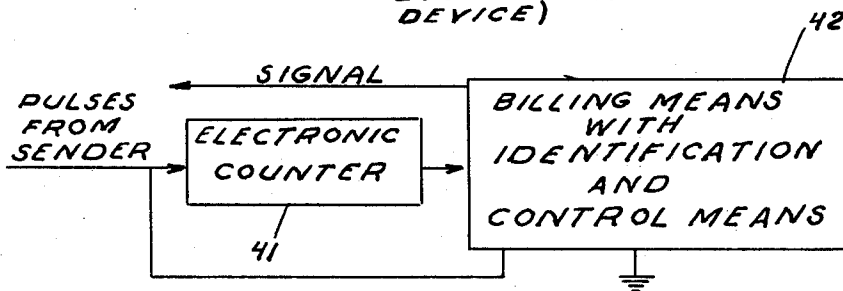 DEVICE)
42
SIGNAL
PULSES
FROM
SENDER
ELECTRONIC
COUNTER
41
BILLING MEANS
WITH
IDENTIFICATION
AND
CONTROL MEANS